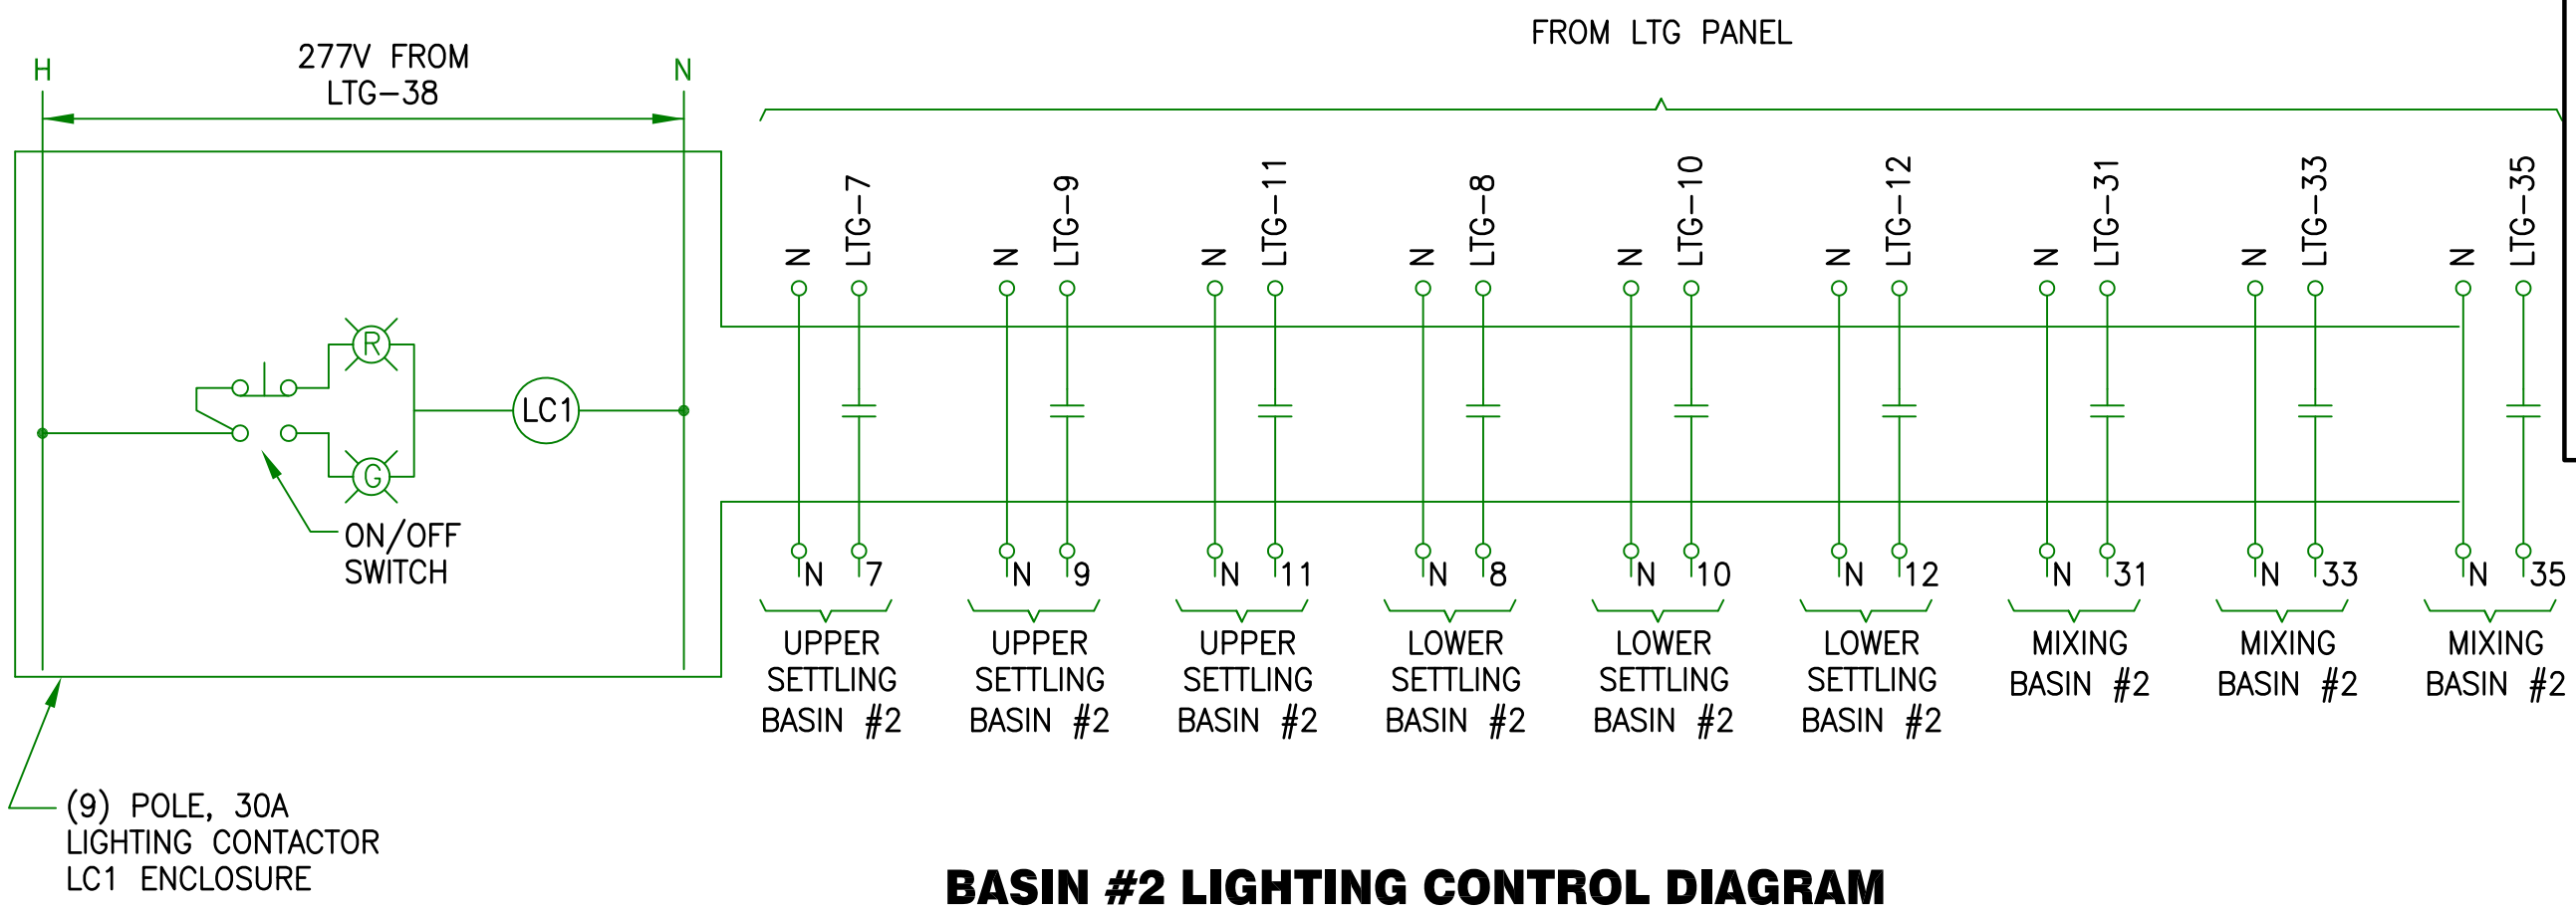 FROM LTG PANEL
H
277V FROM
LTG-38
N
N
LTG-7
N
LTG-9
N
LTG-11
N
LTG-8
N
LTG-10
N
LTG-12
N
LTG-31
N
LTG-33
N
LTG-35
R
LC1
G
ON/OFF
SWITCH
N 7
N 9
N 11
N 8
N 10
N 12
N 31
N 33
N 35
UPPER
SETTLING
BASIN #2
UPPER
SETTLING
BASIN #2
UPPER
SETTLING
BASIN #2
LOWER
SETTLING
BASIN #2
LOWER
SETTLING
BASIN #2
LOWER
SETTLING
BASIN #2
MIXING
BASIN #2
MIXING
BASIN #2
MIXING
BASIN #2
(9) POLE, 30A
LIGHTING CONTACTOR
LC1 ENCLOSURE
BASIN #2 LIGHTING CONTROL DIAGRAM